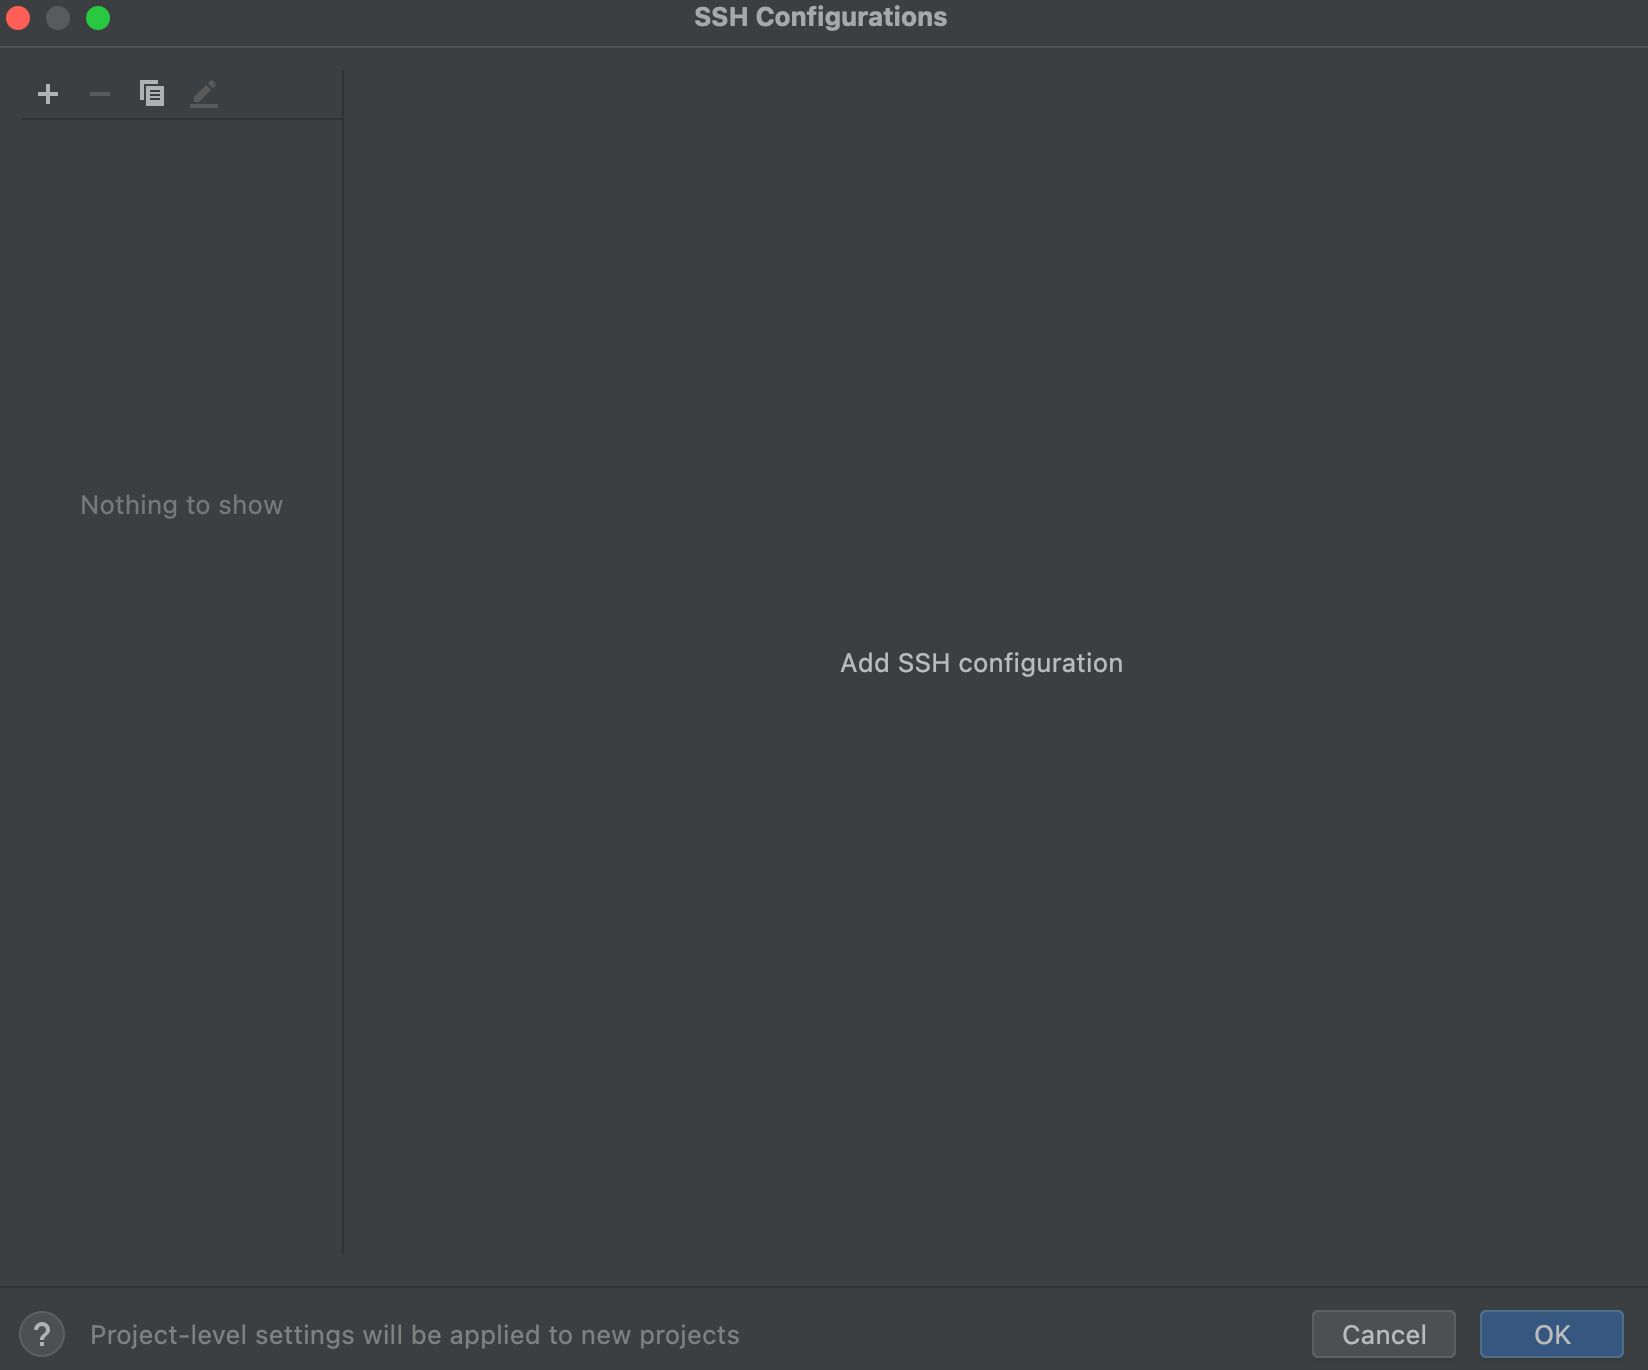 SSH Configurations
Nothing to show
Add SSH configuration
? Project-level settings will be applied to new projects
Cancel
OK